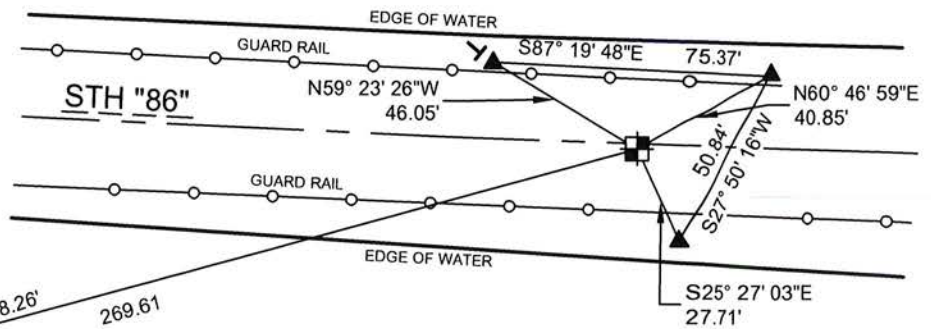 EDGE OF WATER
GUARD RAIL
S87° 19' 48"E 75.37'
N59° 23' 26"W
46.05'
STH "86"
N60° 46' 59"E
40.85'
50.84'
S27° 50' 16"W
GUARD RAIL
EDGE OF WATER
S25° 27' 03"E
27.71'
8.26'
269.61